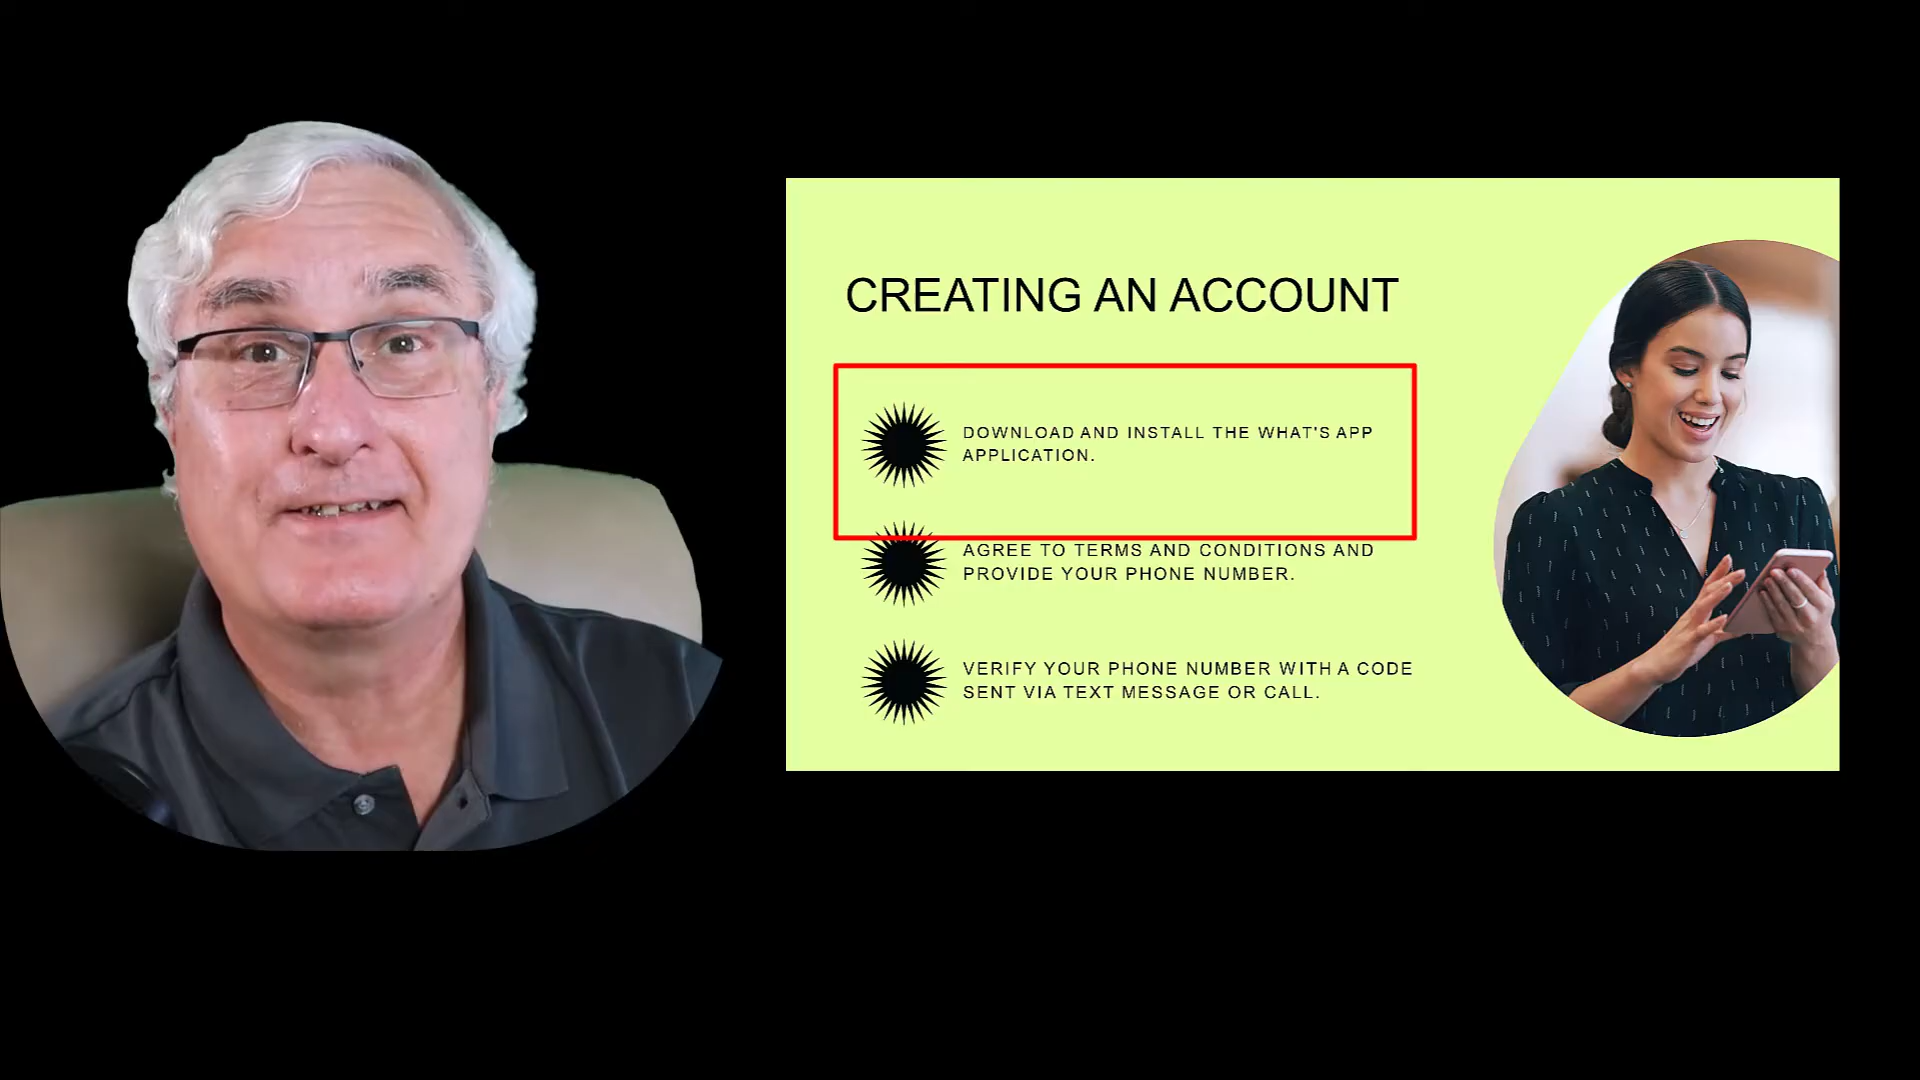 CREATING AN ACCOUNT
DOWNLOAD AND INSTALL THE WHAT'S APP
APPLICATION.
AGREE TO TERMS AND CONDITIONS AND
PROVIDE YOUR PHONE NUMBER.
VERIFY YOUR PHONE NUMBER WITH A CODE
SENT VIA TEXT MESSAGE OR CALL.